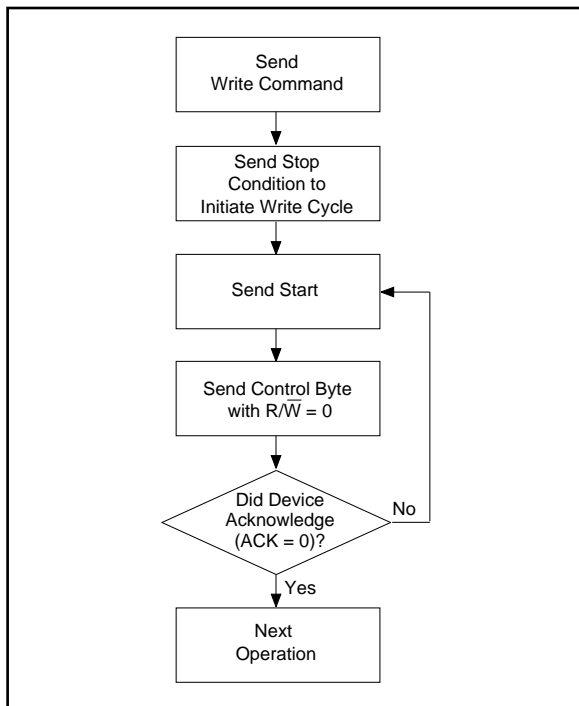 Send
Write Command
Send Stop
Condition to
Initiate Write Cycle
Send Start
Send Control Byte
with R/W̅ = 0
Did Device
Acknowledge
(ACK = 0)?
No
Yes
Next
Operation